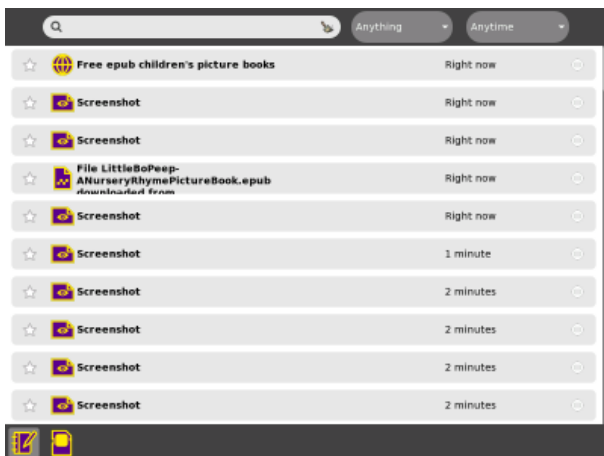 Anything
Anytime
Free epub children's picture books
Right now
Screenshot
Right now
Screenshot
Right now
File LittleBoPeep-
ANurseryRhymePictureBook.epub
downloaded from
Right now
Screenshot
Right now
Screenshot
1 minute
Screenshot
2 minutes
Screenshot
2 minutes
Screenshot
2 minutes
Screenshot
2 minutes